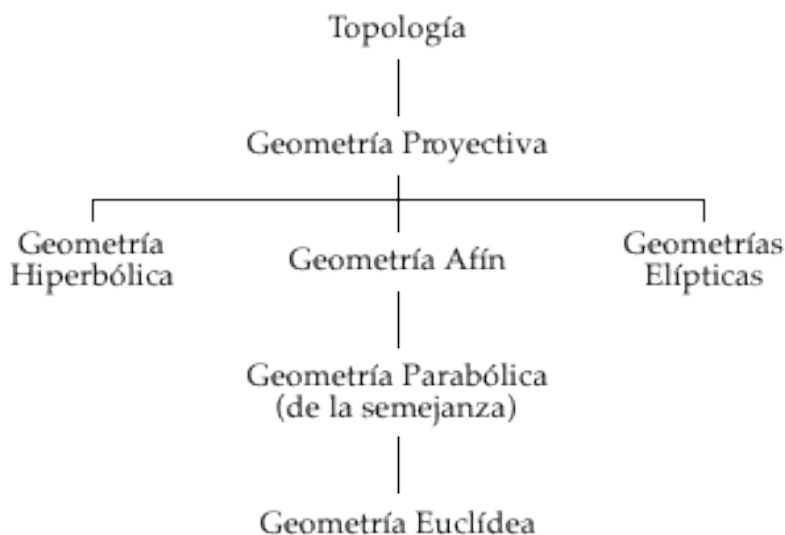 Topología
Geometría Proyectiva
Geometría
Hiperbólica
Geometría Afín
Geometrías
Elípticas
Geometría Parabólica
(de la semejanza)
Geometría Euclídea